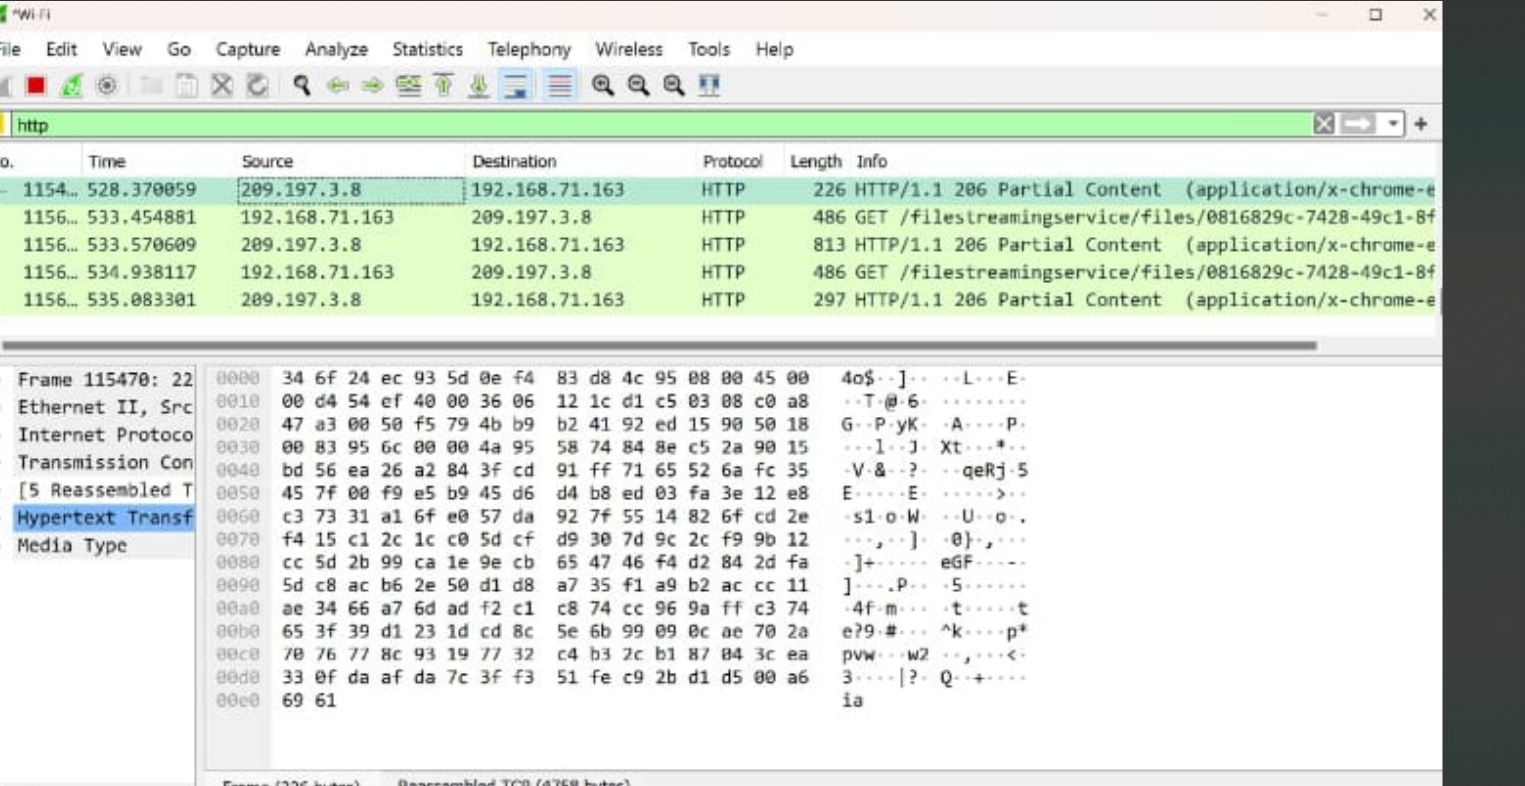 *Wi-Fi
File Edit View Go Capture Analyze Statistics Telephony Wireless Tools Help
http
o. Time Source Destination Protocol Length Info
1154… 528.370059 209.197.3.8 192.168.71.163 HTTP 226 HTTP/1.1 206 Partial Content (application/x-chrome-e
1156… 533.454881 192.168.71.163 209.197.3.8 HTTP 486 GET /filestreamingservice/files/0816829c-7428-49c1-8f
1156… 533.570609 209.197.3.8 192.168.71.163 HTTP 813 HTTP/1.1 206 Partial Content (application/x-chrome-e
1156… 534.938117 192.168.71.163 209.197.3.8 HTTP 486 GET /filestreamingservice/files/0816829c-7428-49c1-8f
1156… 535.083301 209.197.3.8 192.168.71.163 HTTP 297 HTTP/1.1 206 Partial Content (application/x-chrome-e
Frame 115470: 22
Ethernet II, Src
Internet Protoco
Transmission Con
[5 Reassembled T
Hypertext Transf
Media Type
0000 34 6f 24 ec 93 5d 0e f4 83 d8 4c 95 08 00 45 00 4o$··]·· ··L···E·
0010 00 d4 54 ef 40 00 36 06 12 1c d1 c5 03 08 c0 a8 ··T·@·6· ········
0020 47 a3 00 50 f5 79 4b b9 b2 41 92 ed 15 90 50 18 G··P·yK· ·A····P·
0030 00 83 95 6c 00 00 4a 95 58 74 84 8e c5 2a 90 15 ···l··J· Xt···*··
0040 bd 56 ea 26 a2 84 3f cd 91 ff 71 65 52 6a fc 35 ·V·&··?· ··qeRj·5
0050 45 7f 00 f9 e5 b9 45 d6 d4 b8 ed 03 fa 3e 12 e8 E·····E· ·····>··
0060 c3 73 31 a1 6f e0 57 da 92 7f 55 14 82 6f cd 2e ·s1·o·W· ··U··o·.
0070 f4 15 c1 2c 1c c0 5d cf d9 30 7d 9c 2c f9 9b 12 ···,··]· ·0}·,···
0080 cc 5d 2b 99 ca 1e 9e cb 65 47 46 f4 d2 84 2d fa ·]+····· eGF···-·
0090 5d c8 ac b6 2e 50 d1 d8 a7 35 f1 a9 b2 ac cc 11 ]···.P·· ·5······
00a0 ae 34 66 a7 6d ad f2 c1 c8 74 cc 96 9a ff c3 74 ·4f·m··· ·t·····t
00b0 65 3f 39 d1 23 1d cd 8c 5e 6b 99 09 0c ae 70 2a e?9·#··· ^k····p*
00c0 70 76 77 8c 93 19 77 32 c4 b3 2c b1 87 04 3c ea pvw···w2 ··,···<·
00d0 33 0f da af da 7c 3f f3 51 fe c9 2b d1 d5 00 a6 3····|?· Q··+····
00e0 69 61 ia
Frame (226 bytes) Reassembled TCP (4758 bytes)